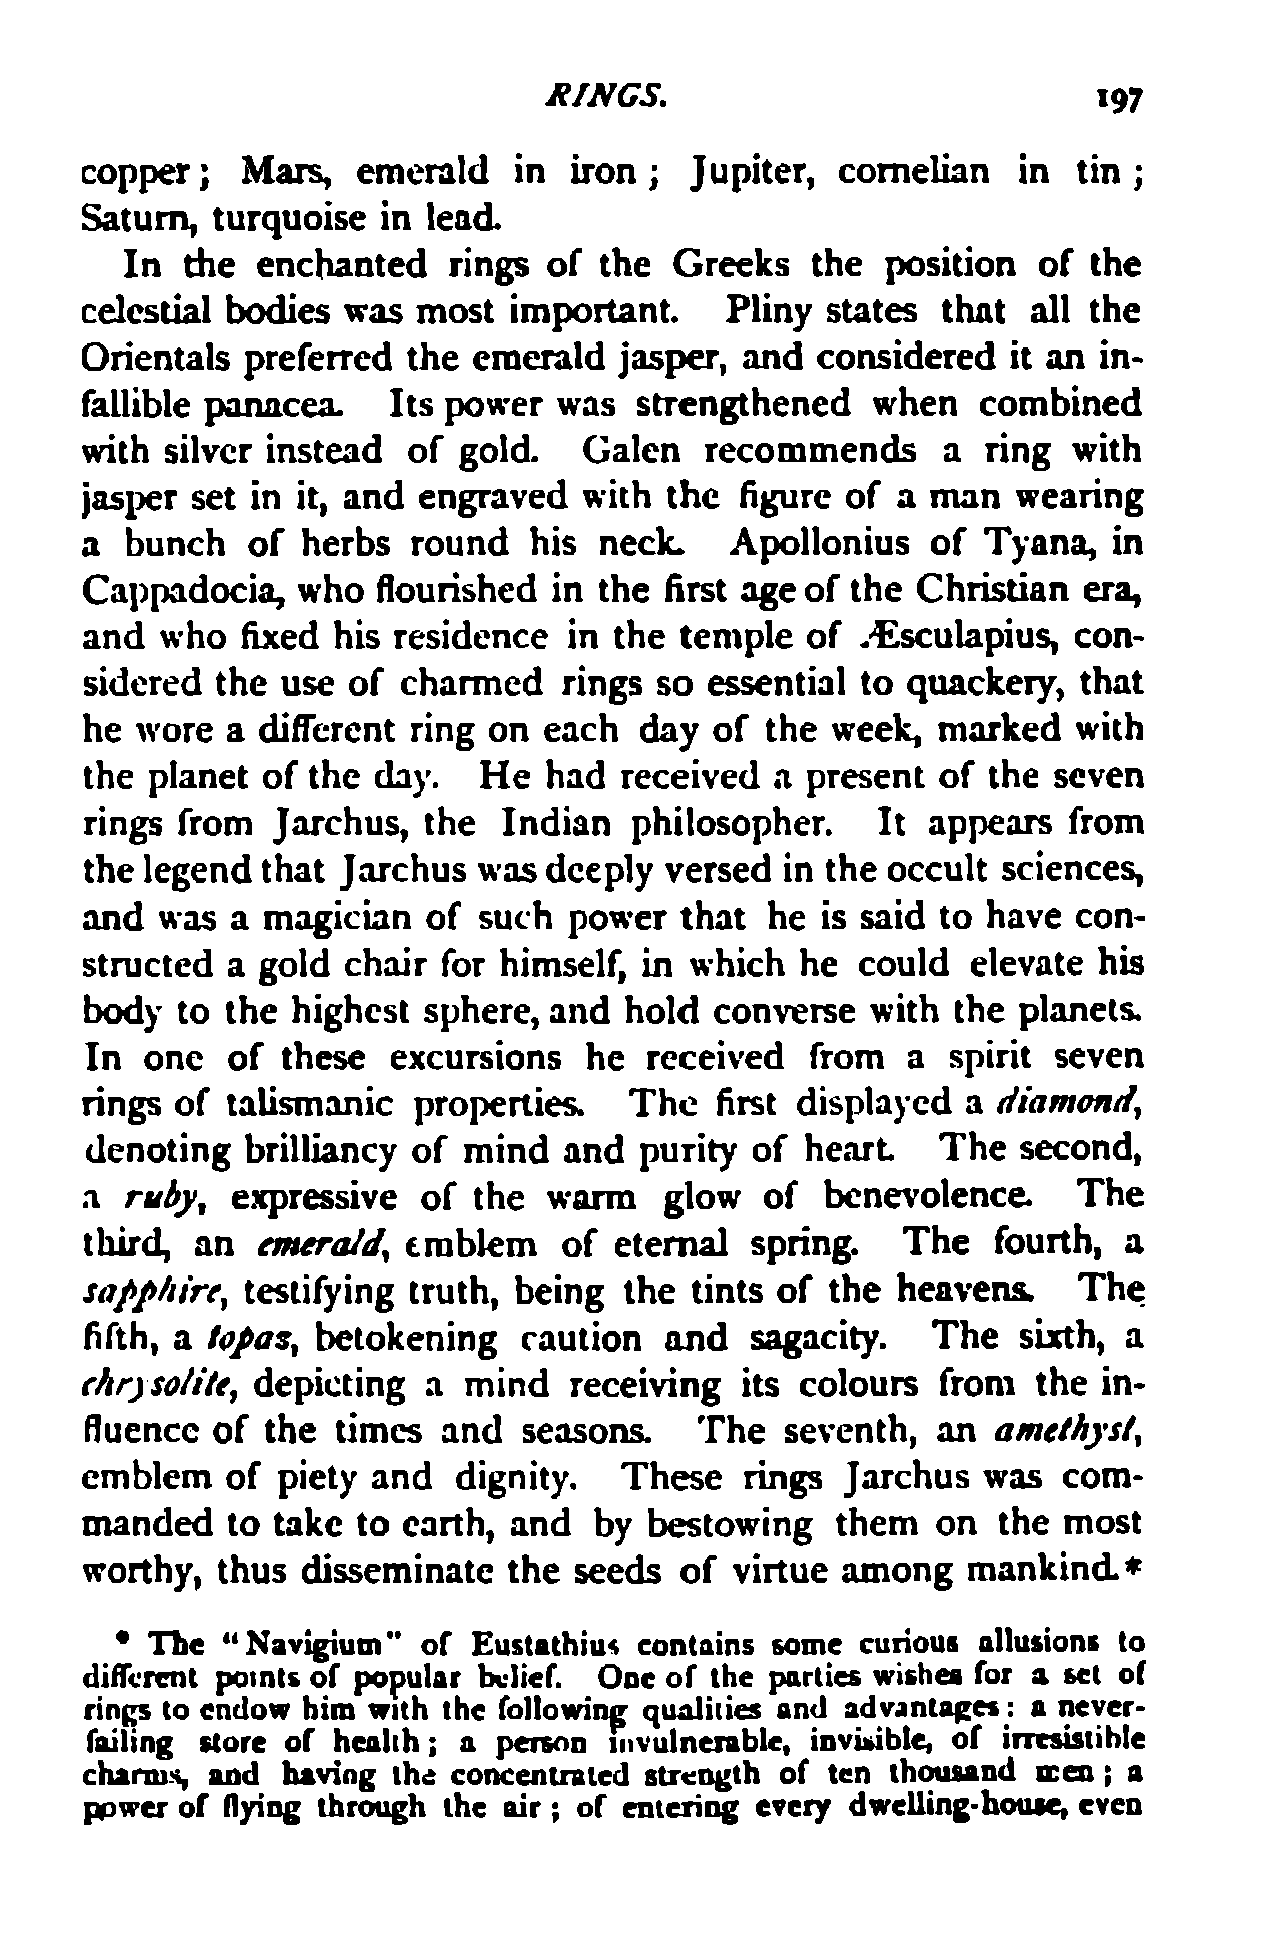 RINGS. 197
copper; Mars, emerald in iron; Jupiter, cornelian in tin;
Saturn, turquoise in lead.
In the enchanted rings of the Greeks the position of the
celestial bodies was most important. Pliny states that all the
Orientals preferred the emerald jasper, and considered it an in-
fallible panacea. Its power was strengthened when combined
with silver instead of gold. Galen recommends a ring with
jasper set in it, and engraved with the figure of a man wearing
a bunch of herbs round his neck. Apollonius of Tyana, in
Cappadocia, who flourished in the first age of the Christian era,
and who fixed his residence in the temple of Æsculapius, con-
sidered the use of charmed rings so essential to quackery, that
he wore a different ring on each day of the week, marked with
the planet of the day. He had received a present of the seven
rings from Jarchus, the Indian philosopher. It appears from
the legend that Jarchus was deeply versed in the occult sciences,
and was a magician of such power that he is said to have con-
structed a gold chair for himself, in which he could elevate his
body to the highest sphere, and hold converse with the planets.
In one of these excursions he received from a spirit seven
rings of talismanic properties. The first displayed a diamond,
denoting brilliancy of mind and purity of heart. The second,
a ruby, expressive of the warm glow of benevolence. The
third, an emerald, emblem of eternal spring. The fourth, a
sapphire, testifying truth, being the tints of the heavens. The
fifth, a topaz, betokening caution and sagacity. The sixth, a
chrysolite, depicting a mind receiving its colours from the in-
fluence of the times and seasons. The seventh, an amethyst,
emblem of piety and dignity. These rings Jarchus was com-
manded to take to earth, and by bestowing them on the most
worthy, thus disseminate the seeds of virtue among mankind.*
* The "Navigium" of Eustathius contains some curious allusions to
different points of popular belief. One of the parties wishes for a set of
rings to endow him with the following qualities and advantages: a never-
failing store of health; a person invulnerable, invisible, of irresistible
charms, and having the concentrated strength of ten thousand men; a
power of flying through the air; of entering every dwelling-house, even